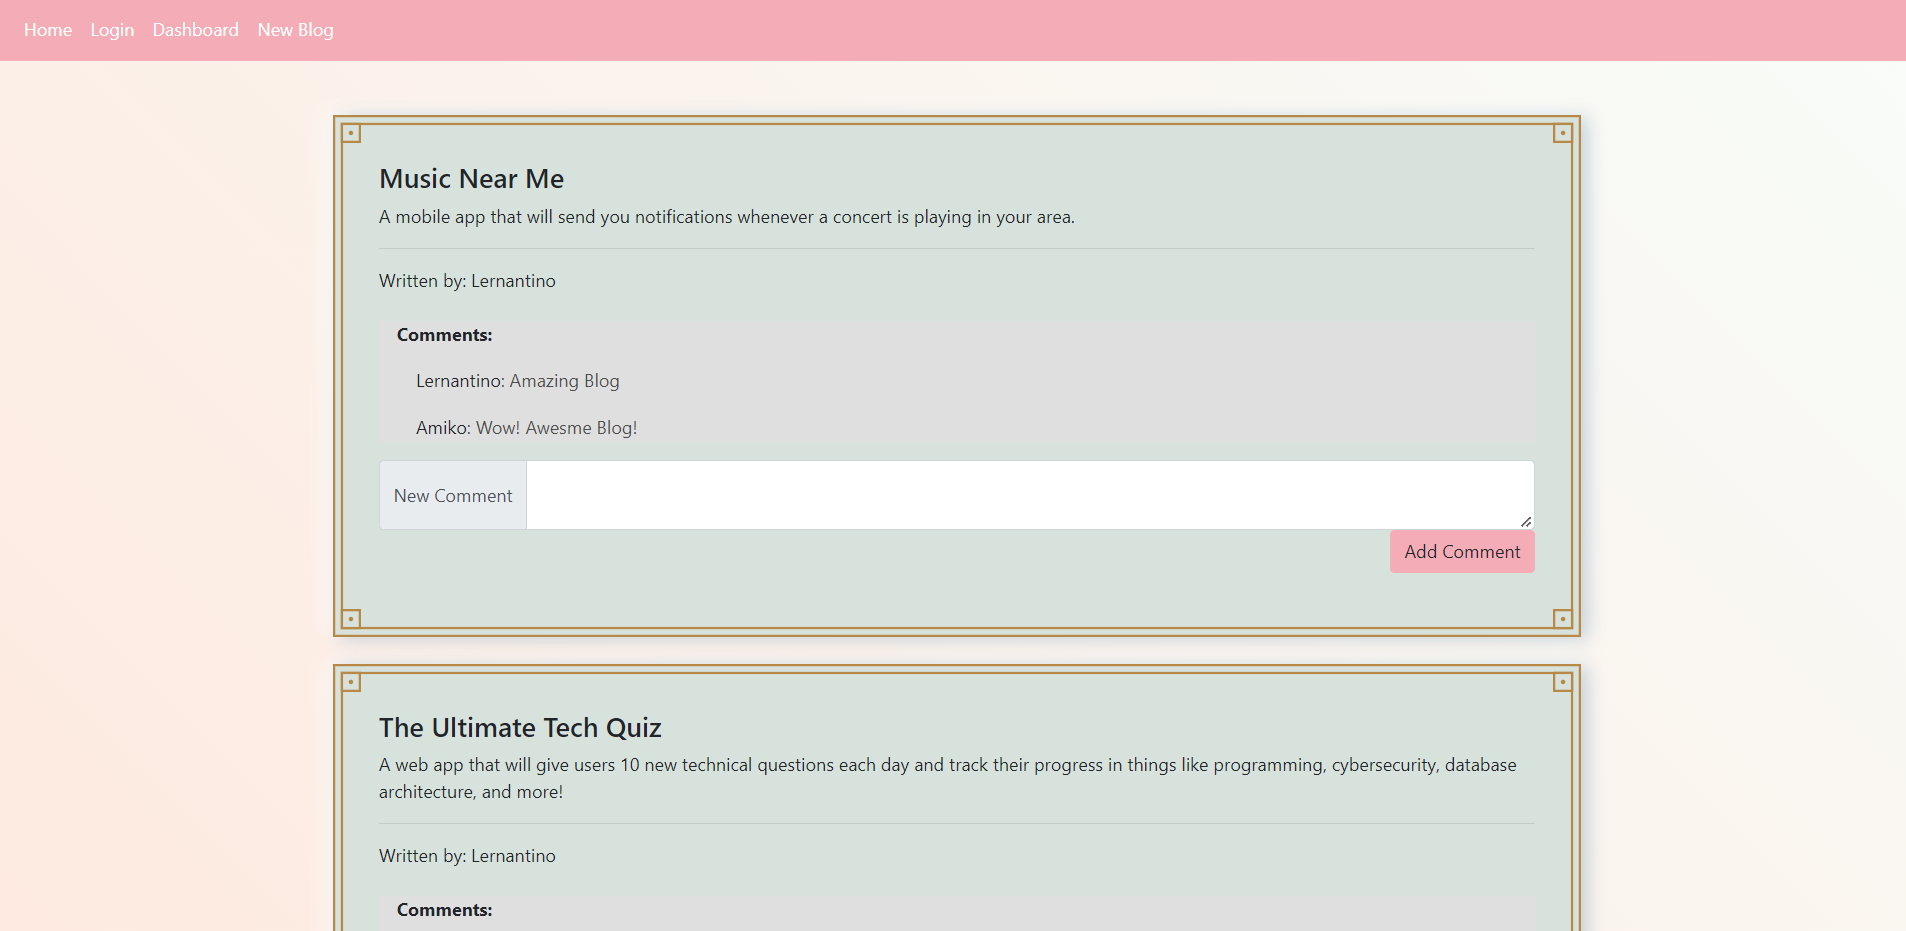 Home Login Dashboard New Blog
Music Near Me
A mobile app that will send you notifications whenever a concert is playing in your area.
Written by: Lernantino
Comments:
Lernantino: Amazing Blog
Amiko: Wow! Awesme Blog!
New Comment
Add Comment
The Ultimate Tech Quiz
A web app that will give users 10 new technical questions each day and track their progress in things like programming, cybersecurity, database
architecture, and more!
Written by: Lernantino
Comments: